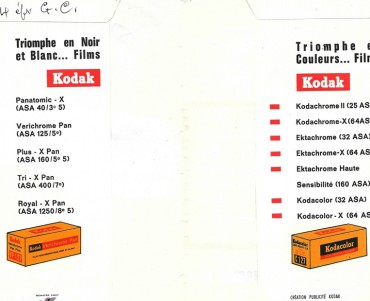 G.C.
Triomphe en Noir
et Blanc... Films
Kodak
Panatomic - X
(ASA 40/3° 5)
Verichrome Pan
(ASA 125/5°)
Plus - X Pan
(ASA 160/5° 5)
Tri - X Pan
(ASA 400/7°)
Royal - X Pan
(ASA 1250/8° 5)
Kodak
Triomphe e
Couleurs... Film
Kodak
Kodachrome II (25 AS
Kodachrome-X (64AS
Ektachrome (32 ASA)
Ektachrome-X (64 AS
Ektachrome Haute
Sensibilité (160 ASA)
Kodacolor (32 ASA)
Kodacolor - X (64 AS
Kodacolor
CRÉATION PUBLICITÉ KODAK